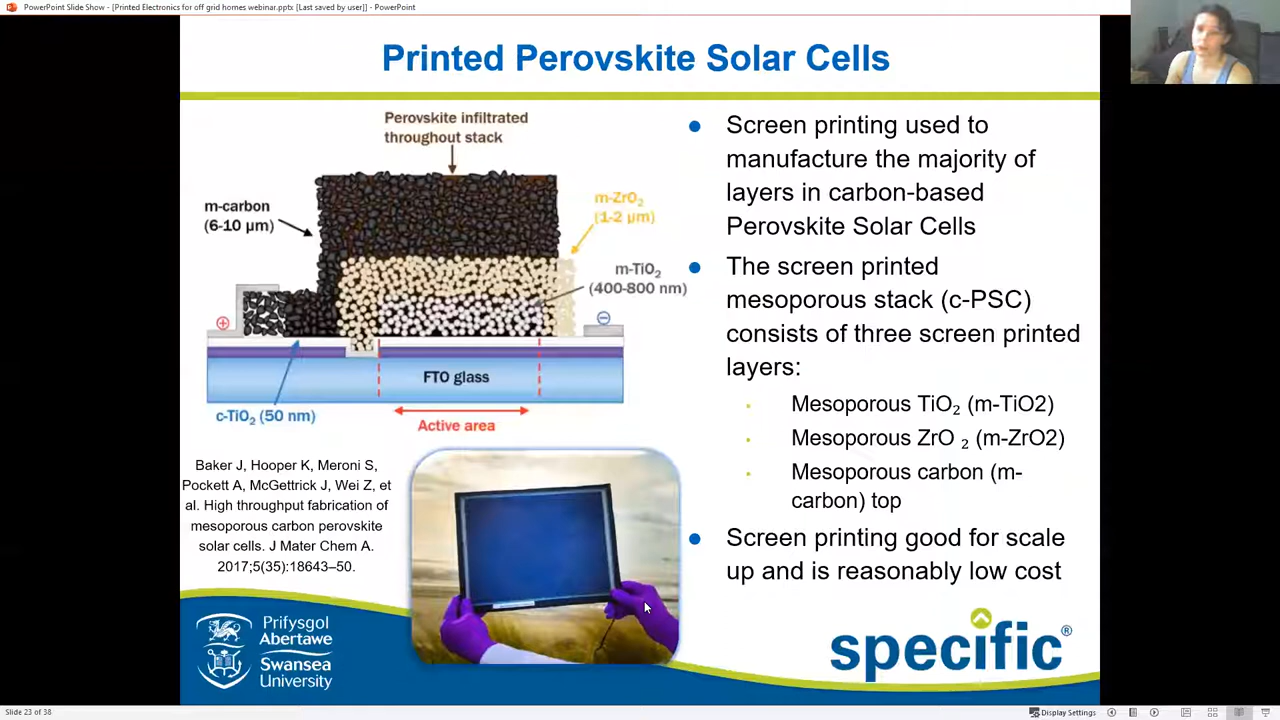 PowerPoint Slide Show - [Printed Electronics for off grid homes webinar.pptx [Last saved by user]] - PowerPoint
Printed Perovskite Solar Cells
Perovskite infiltrated
throughout stack
m-carbon
(6-10 µm)
m-ZrO₂
(1-2 µm)
m-TiO₂
(400-800 nm)
FTO glass
c-TiO₂ (50 nm)
Active area
Baker J, Hooper K, Meroni S,
Pockett A, McGettrick J, Wei Z, et
al. High throughput fabrication of
mesoporous carbon perovskite
solar cells. J Mater Chem A.
2017;5(35):18643–50.
● Screen printing used to
manufacture the majority of
layers in carbon-based
Perovskite Solar Cells
● The screen printed
mesoporous stack (c-PSC)
consists of three screen printed
layers:
· Mesoporous TiO₂ (m-TiO2)
· Mesoporous ZrO ₂ (m-ZrO2)
· Mesoporous carbon (m-
carbon) top
● Screen printing good for scale
up and is reasonably low cost
Prifysgol
Abertawe
Swansea
University
specific®
Slide 23 of 38
Display Settings